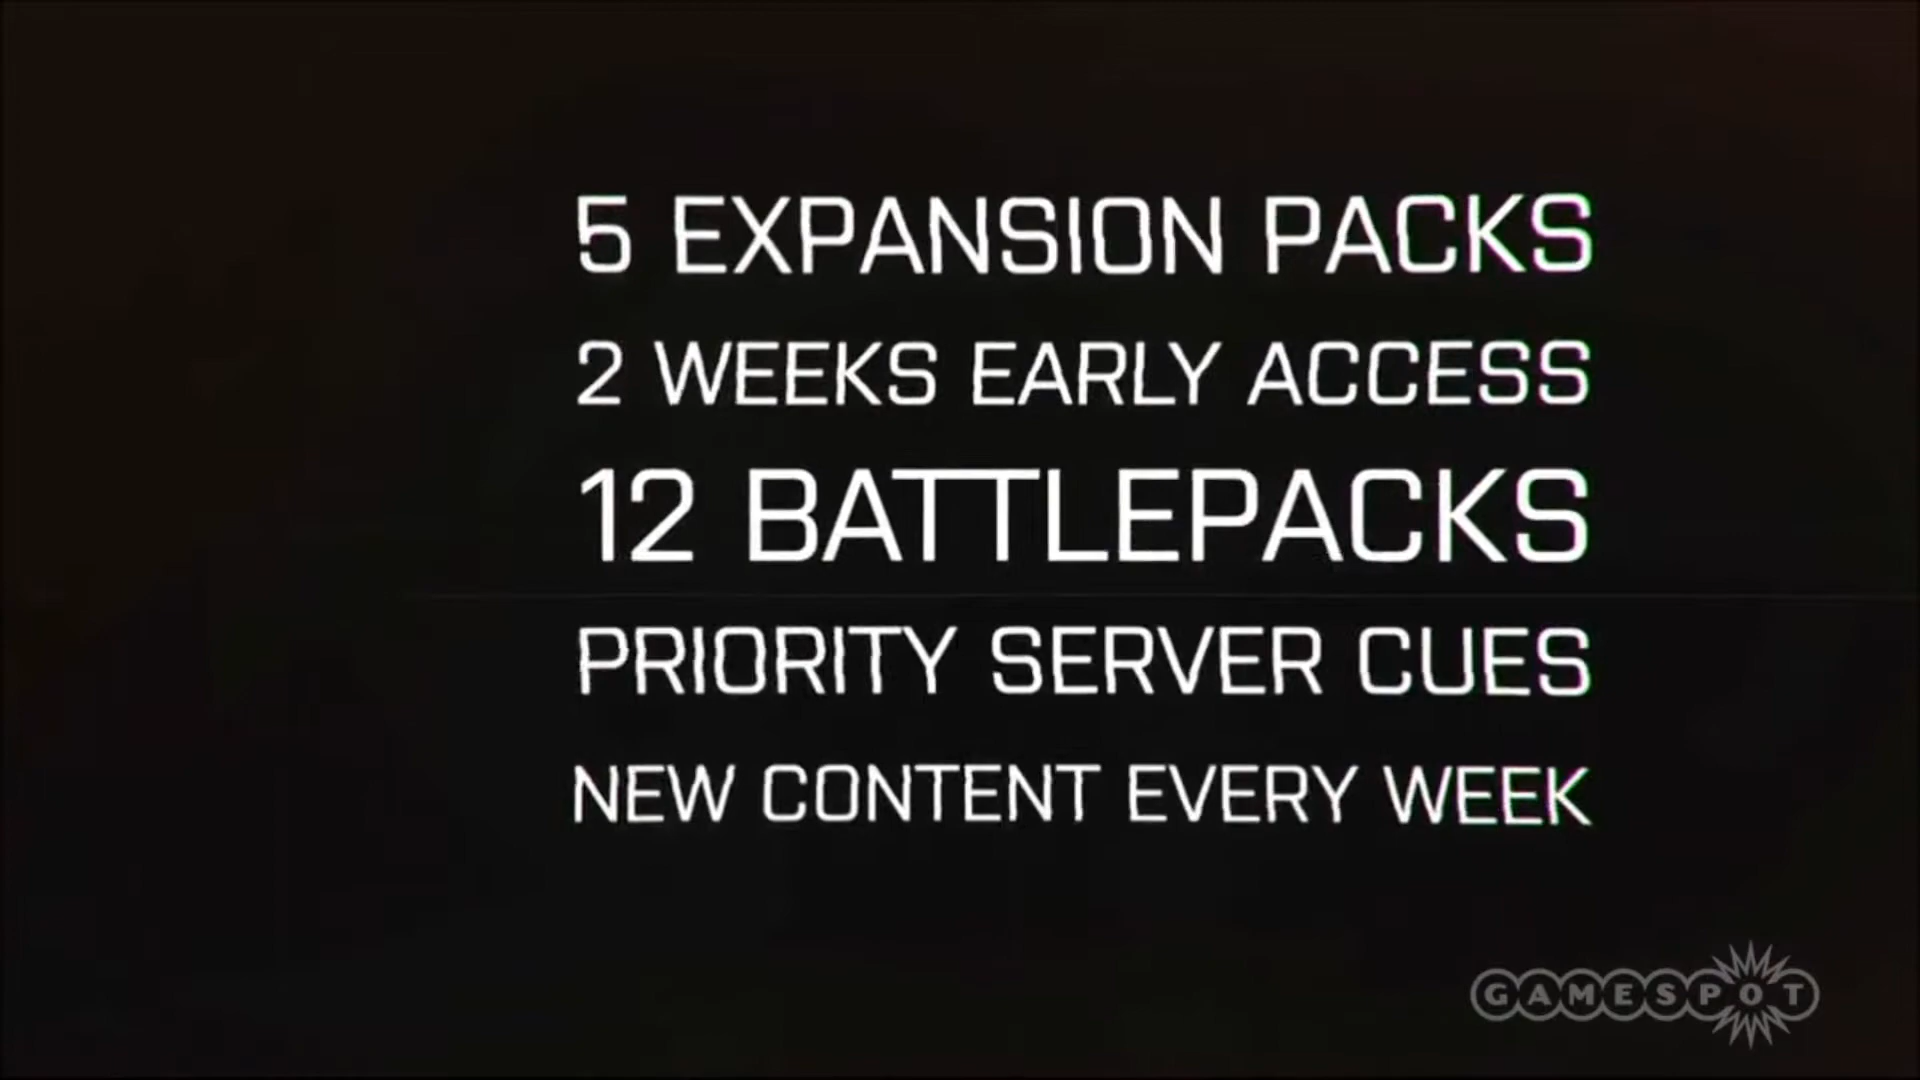 5 EXPANSION PACKS
2 WEEKS EARLY ACCESS
12 BATTLEPACKS
PRIORITY SERVER CUES
NEW CONTENT EVERY WEEK
GAMESPOT